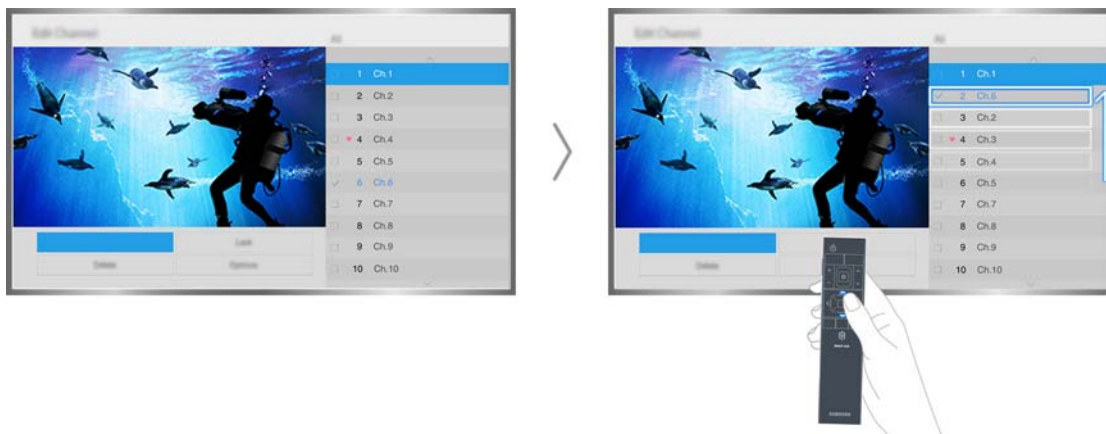 Edit Channel
All
1 Ch.1
2 Ch.2
3 Ch.3
4 Ch.4
5 Ch.5
6 Ch.6
7 Ch.7
8 Ch.8
9 Ch.9
10 Ch.10
Lock
Delete
Options
Edit Channel
All
1 Ch.1
2 Ch.6
3 Ch.2
4 Ch.3
5 Ch.4
6 Ch.5
7 Ch.7
8 Ch.8
9 Ch.9
10 Ch.10
Delete
SAMSUNG